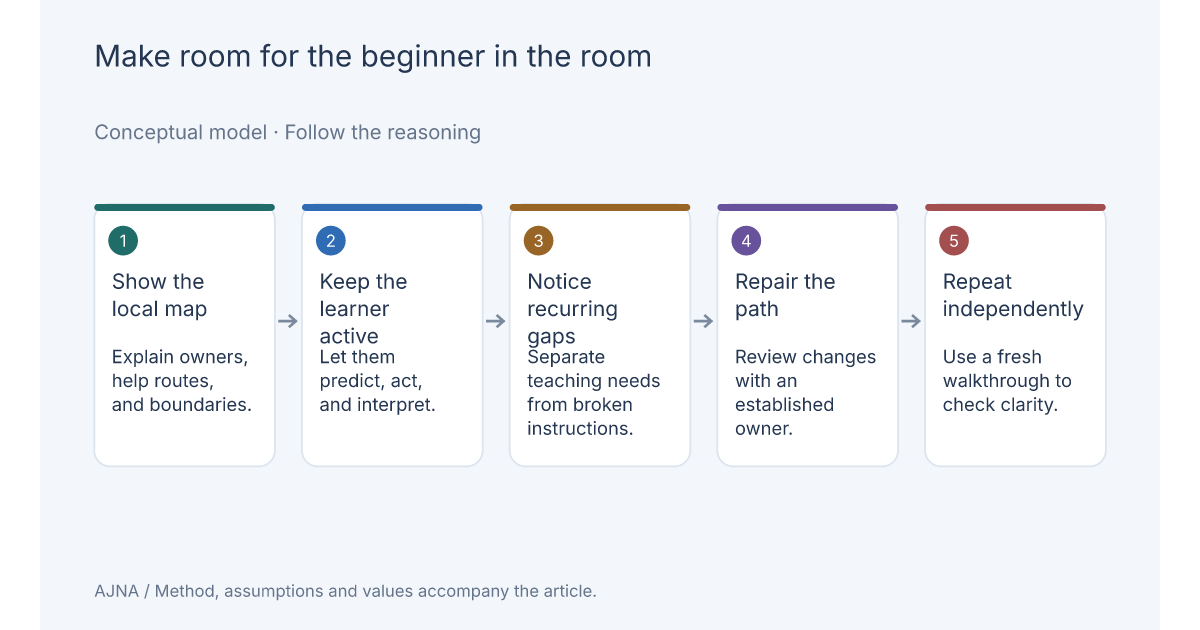 Make room for the beginner in the room
Conceptual model · Follow the reasoning
1
Show the
local map
Explain owners,
help routes,
and boundaries.
2
Keep the
learner
active
Let them
predict, act,
and interpret.
3
Notice
recurring
gaps
Separate
teaching needs
from broken
instructions.
4
Repair the
path
Review changes
with an
established
owner.
5
Repeat
independently
Use a fresh
walkthrough to
check clarity.
AJNA / Method, assumptions and values accompany the article.